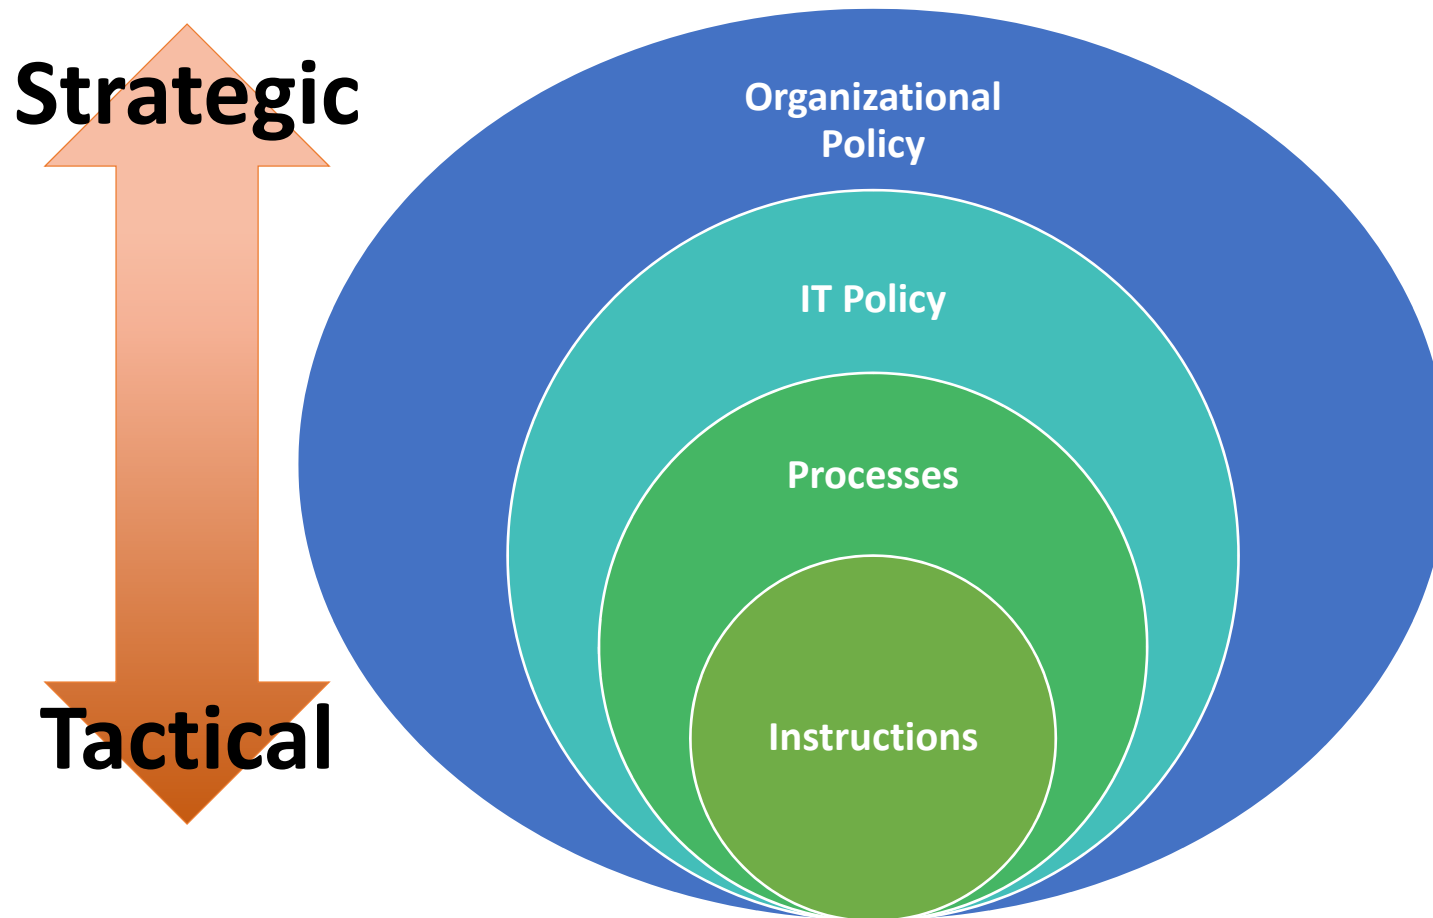 Strategic
Organizational
Policy
IT Policy
Processes
Instructions
Tactical